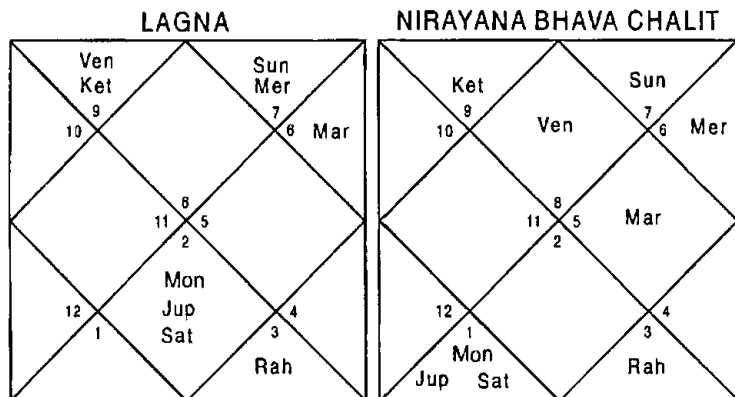 LAGNA
Ven
Ket
Sun
Mer
9
10
7
6
Mar
6
11
5
2
Mon
Jup
Sat
12
1
4
3
Rah
NIRAYANA BHAVA CHALIT
Ket
Sun
9
10
Ven
7
6
Mer
8
11
5
2
Mar
12
1
Mon
Jup Sat
4
3
Rah